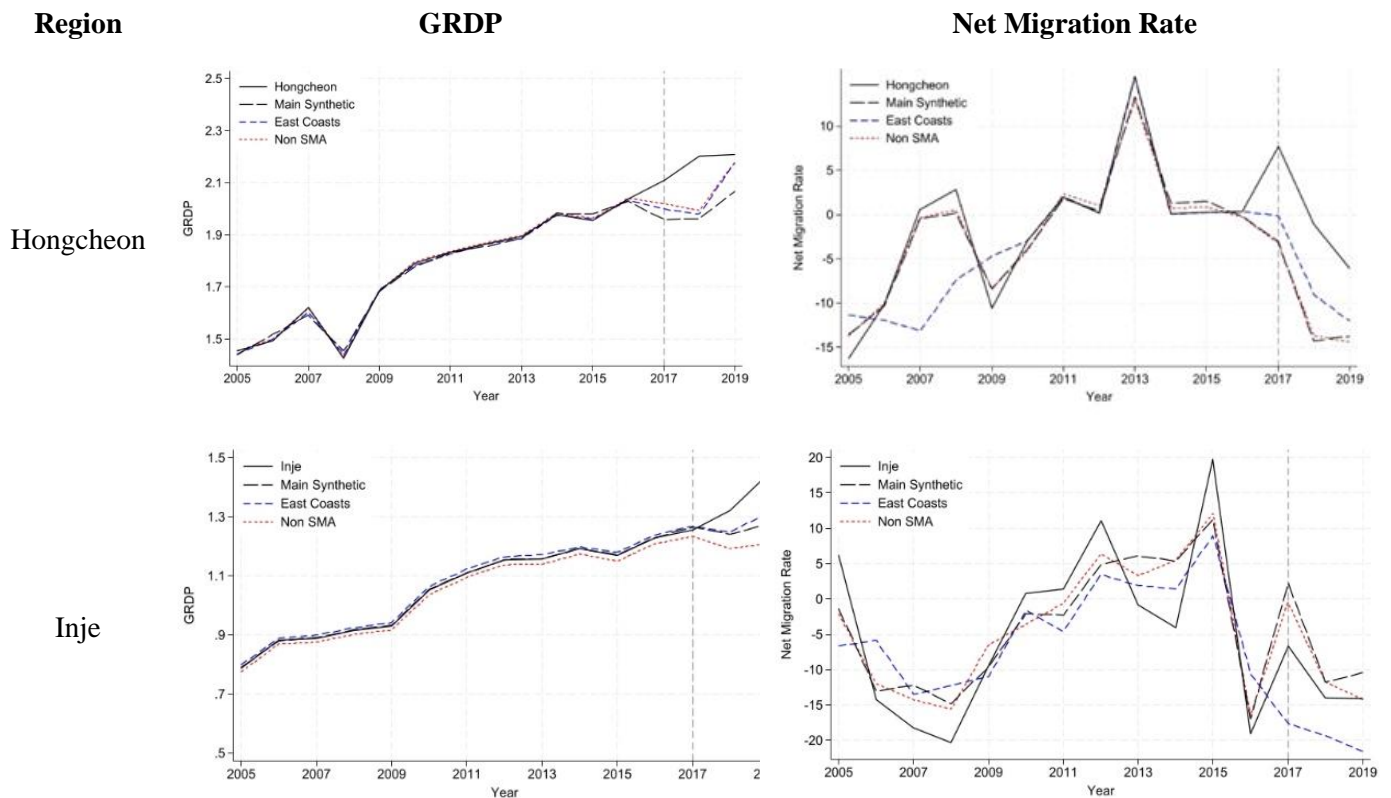 Region GRDP Net Migration Rate
Hongcheon
2.5
2.3
2.1
1.9
1.7
1.5
GRDP
Hongcheon
Main Synthetic
East Coasts
Non SMA
2005 2007 2009 2011 2013 2015 2017 2019
Year
10
5
0
-5
-10
-15
Net Migration Rate
Hongcheon
Main Synthetic
East Coasts
Non SMA
2005 2007 2009 2011 2013 2015 2017 2019
Year
Inje
1.5
1.3
1.1
.9
.7
.5
GRDP
Inje
Main Synthetic
East Coasts
Non SMA
2005 2007 2009 2011 2013 2015 2017 2
Year
20
15
10
5
0
-5
-10
-15
-20
Net Migration Rate
Inje
Main Synthetic
East Coasts
Non SMA
2005 2007 2009 2011 2013 2015 2017 2019
Year